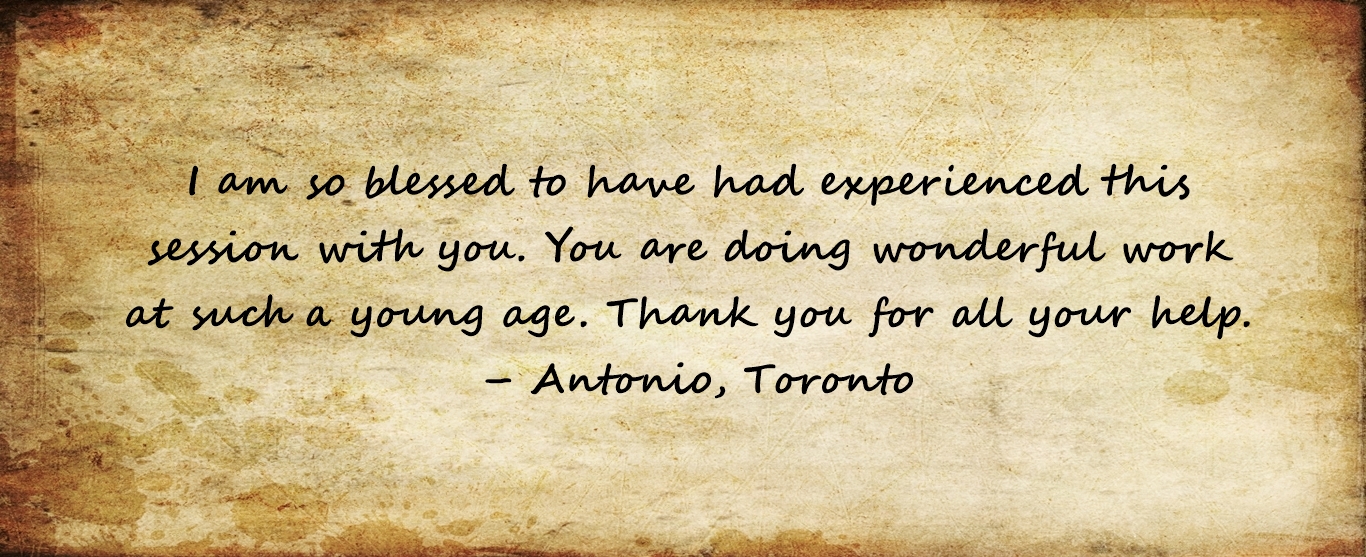 I am so blessed to have had experienced this
session with you. You are doing wonderful work
at such a young age. Thank you for all your help.
– Antonio, Toronto